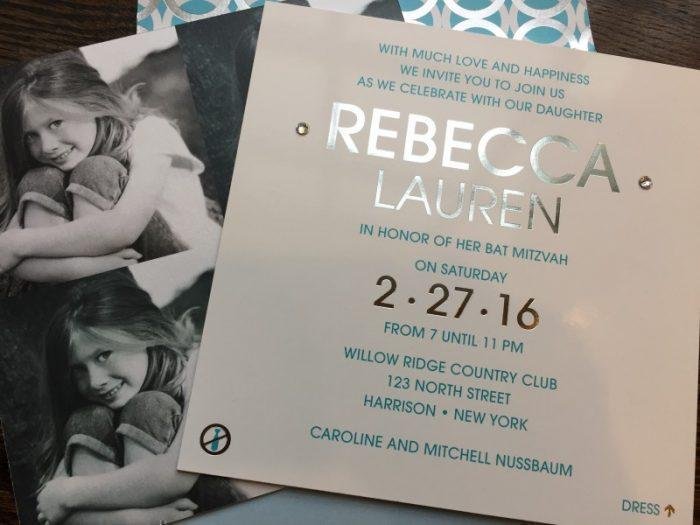 WITH MUCH LOVE AND HAPPINESS
WE INVITE YOU TO JOIN US
AS WE CELEBRATE WITH OUR DAUGHTER
REBECCA
LAUREN
IN HONOR OF HER BAT MITZVAH
ON SATURDAY
2·27·16
FROM 7 UNTIL 11 PM
WILLOW RIDGE COUNTRY CLUB
123 NORTH STREET
HARRISON • NEW YORK
CAROLINE AND MITCHELL NUSSBAUM
DRESS ↑